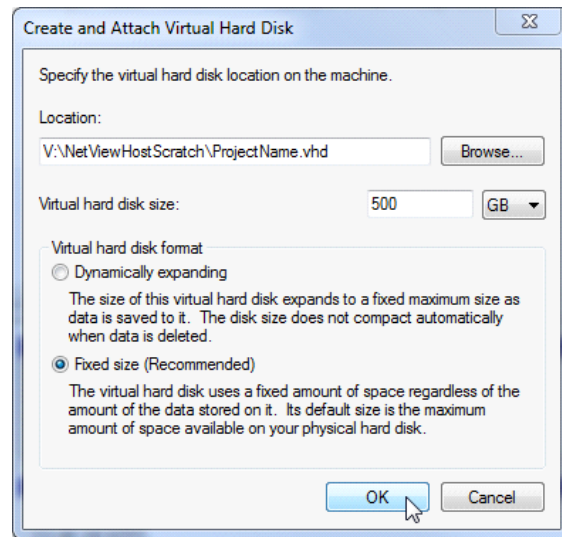 Create and Attach Virtual Hard Disk
Specify the virtual hard disk location on the machine.
Location:
V:\NetViewHostScratch\ProjectName.vhd
Browse...
Virtual hard disk size:
500
GB
Virtual hard disk format
Dynamically expanding
The size of this virtual hard disk expands to a fixed maximum size as
data is saved to it.  The disk size does not compact automatically
when data is deleted.
Fixed size (Recommended)
The virtual hard disk uses a fixed amount of space regardless of the
amount of the data stored on it.  Its default size is the maximum
amount of space available on your physical hard disk.
OK
Cancel